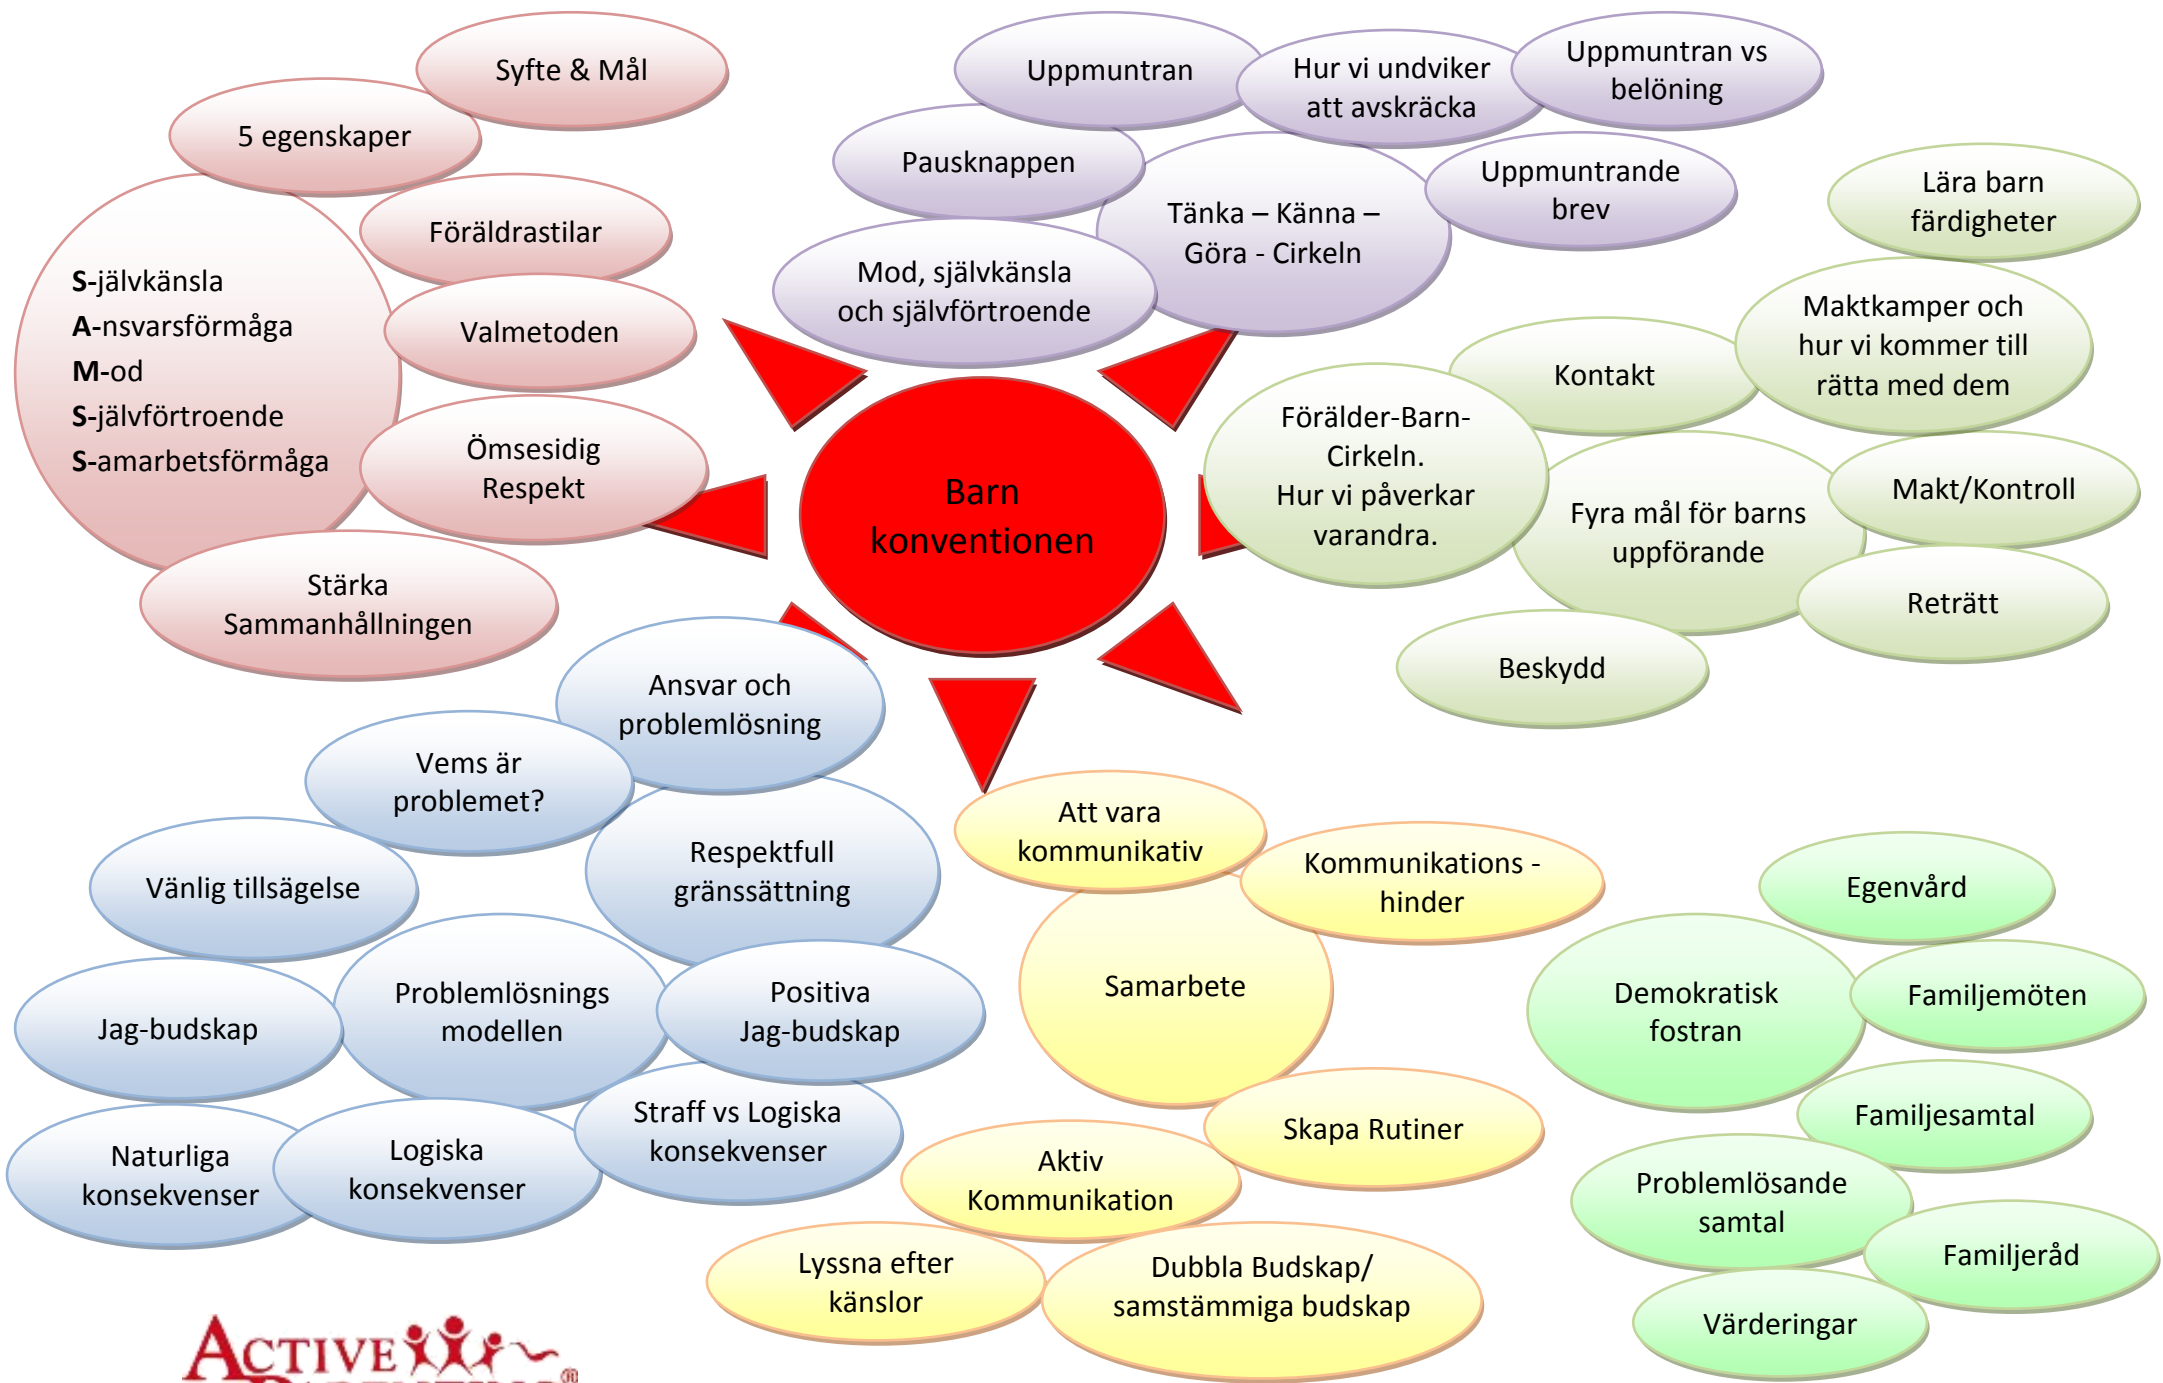 Syfte & Mål
5 egenskaper
Föräldrastilar
S-jälvkänsla
A-nsvarsförmåga
M-od
S-jälvförtroende
S-amarbetsförmåga
Valmetoden
Ömsesidig
Respekt
Stärka
Sammanhållningen
Uppmuntran
Hur vi undviker
att avskräcka
Uppmuntran vs
belöning
Pausknappen
Uppmuntrande
brev
Tänka – Känna –
Göra - Cirkeln
Mod, självkänsla
och självförtroende
Lära barn
färdigheter
Maktkamper och
hur vi kommer till
rätta med dem
Kontakt
Förälder-Barn-
Cirkeln.
Hur vi påverkar
varandra.
Makt/Kontroll
Fyra mål för barns
uppförande
Reträtt
Beskydd
Barn
konventionen
Ansvar och
problemlösning
Vems är
problemet?
Respektfull
gränssättning
Vänlig tillsägelse
Problemlösnings
modellen
Positiva
Jag-budskap
Jag-budskap
Straff vs Logiska
konsekvenser
Naturliga
konsekvenser
Logiska
konsekvenser
Att vara
kommunikativ
Kommunikations -
hinder
Samarbete
Skapa Rutiner
Aktiv
Kommunikation
Lyssna efter
känslor
Dubbla Budskap/
samstämmiga budskap
Egenvård
Demokratisk
fostran
Familjemöten
Familjesamtal
Problemlösande
samtal
Familjeråd
Värderingar
ACTIVE